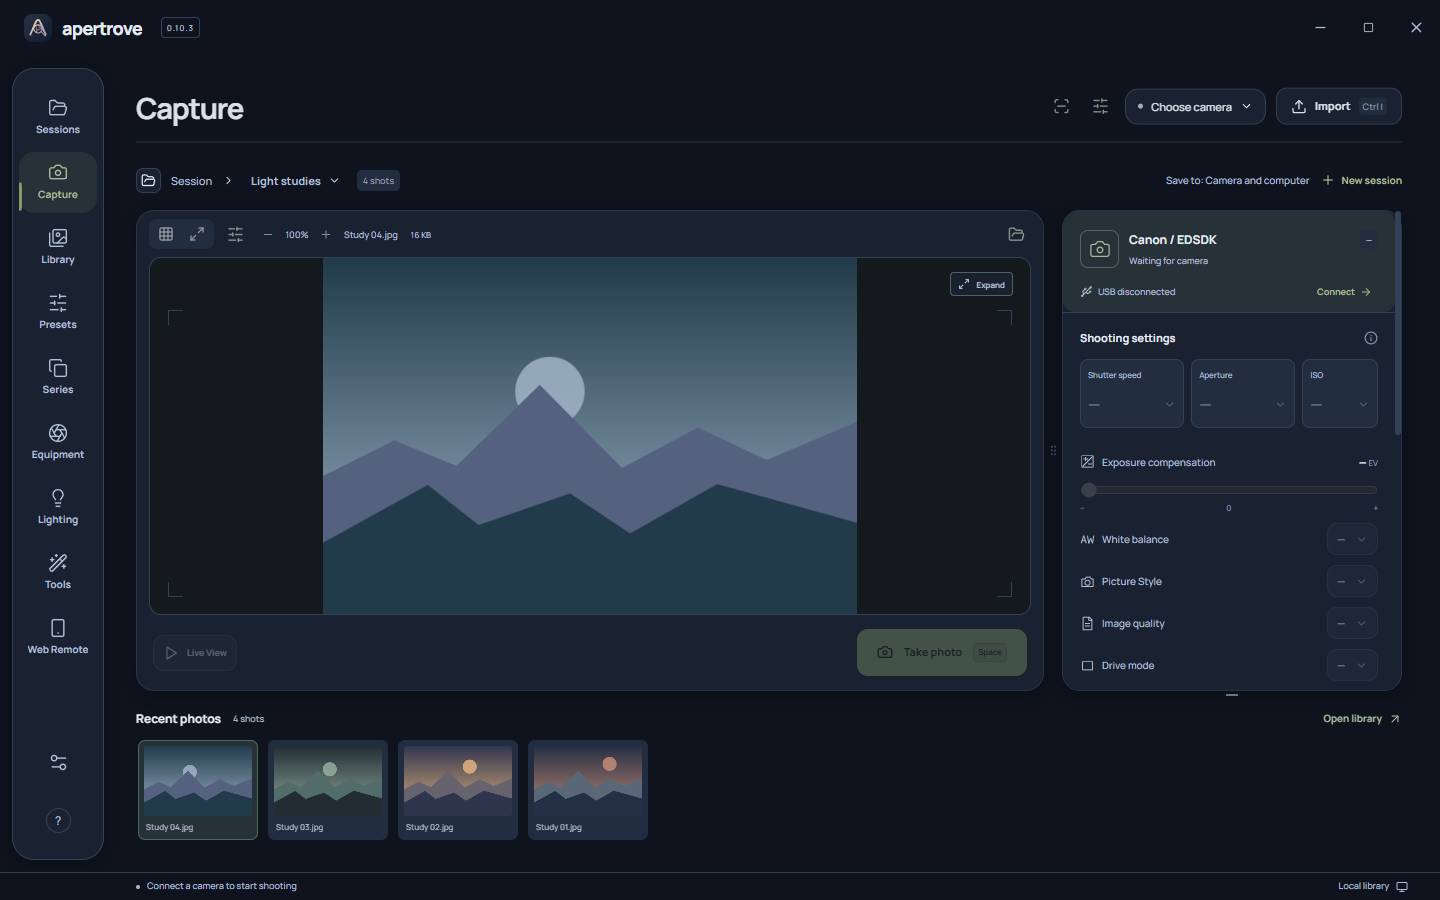 apertrove 0.10.3
Capture
Choose camera
Import Ctrl I
Sessions
Capture
Library
Presets
Series
Equipment
Lighting
Tools
Web Remote
?
Session > Light studies 4 shots
Save to: Camera and computer + New session
100% Study 04.jpg 16 KB
Expand
Live View
Take photo Space
Canon / EDSDK
Waiting for camera
USB disconnected
Connect →
Shooting settings
Shutter speed Aperture ISO
— — —
Exposure compensation
— EV
− 0 +
AW White balance —
Picture Style —
Image quality —
Drive mode —
Recent photos 4 shots
Open library
Study 04.jpg Study 03.jpg Study 02.jpg Study 01.jpg
Connect a camera to start shooting
Local library